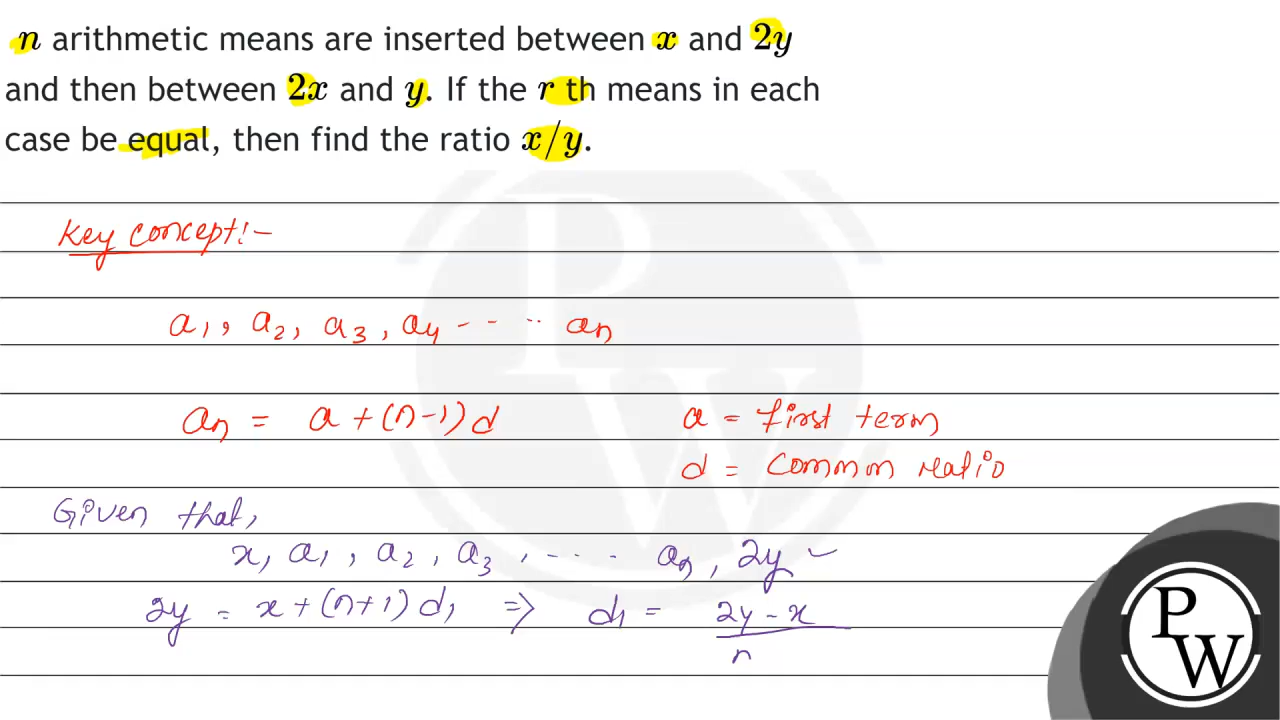 n arithmetic means are inserted between x and 2y
and then between 2x and y. If the r th means in each
case be equal, then find the ratio x/y.
Key concept:-
a₁, a₂, a₃, a₄ - - - .. aₙ
aₙ = a + (n-1)d a = first term
d = Common ratio
Given that,
x, a₁, a₂, a₃, .- - - . aₙ, 2y -
2y = x + (n+1) d₁ ⇒ d₁ = 2y - x
n
P
W